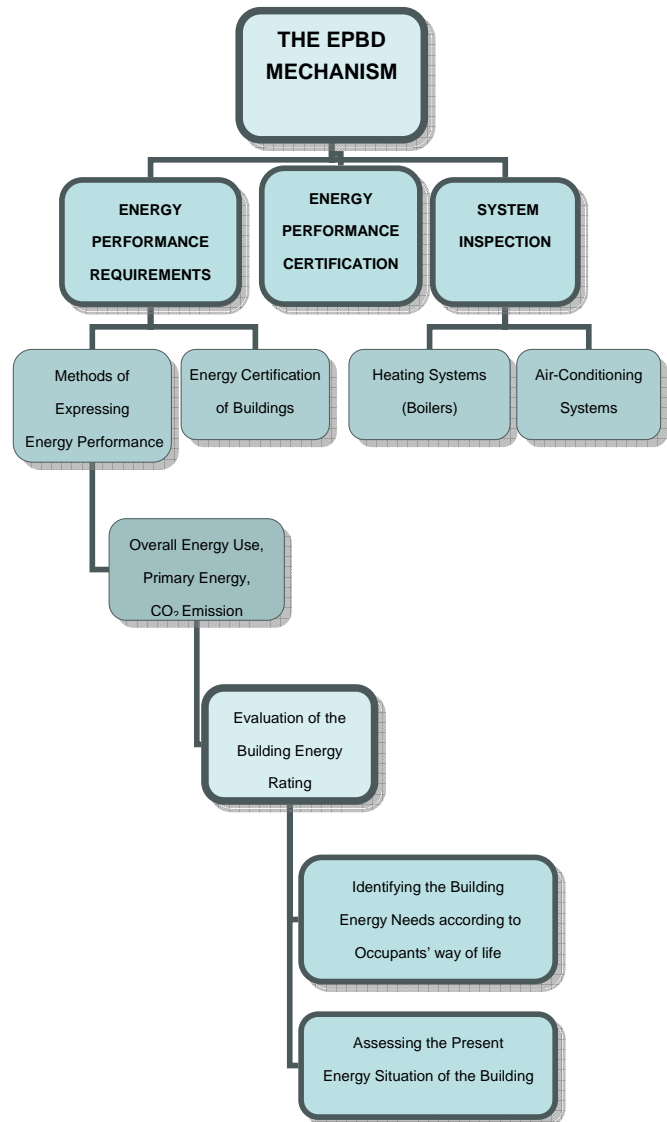 THE EPBD
MECHANISM
ENERGY
PERFORMANCE
REQUIREMENTS
ENERGY
PERFORMANCE
CERTIFICATION
SYSTEM
INSPECTION
Methods of
Expressing
Energy Performance
Energy Certification
of Buildings
Heating Systems
(Boilers)
Air-Conditioning
Systems
Overall Energy Use,
Primary Energy,
CO₂ Emission
Evaluation of the
Building Energy
Rating
Identifying the Building
Energy Needs according to
Occupants’ way of life
Assessing the Present
Energy Situation of the Building